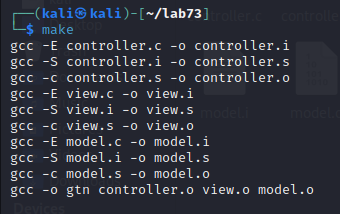 (kali㉿kali)-[~/lab73]
$ make
gcc -E controller.c -o controller.i
gcc -S controller.i -o controller.s
gcc -c controller.s -o controller.o
gcc -E view.c -o view.i
gcc -S view.i -o view.s
gcc -c view.s -o view.o
gcc -E model.c -o model.i
gcc -S model.i -o model.s
gcc -c model.s -o model.o
gcc -o gtn controller.o view.o model.o